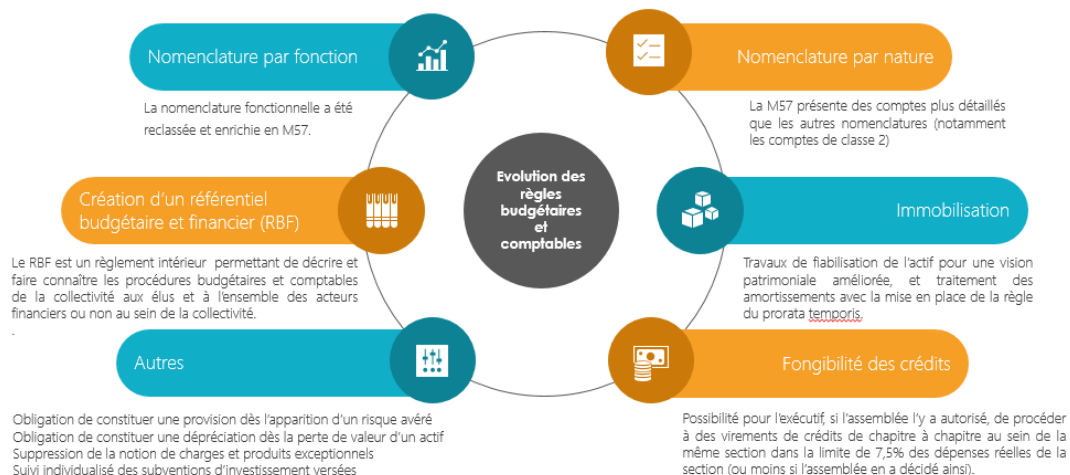 Nomenclature par fonction
La nomenclature fonctionnelle a été
reclassée et enrichie en M57.
Nomenclature par nature
La M57 présente des comptes plus détaillés
que les autres nomenclatures (notamment
les comptes de classe 2)
Evolution des
règles
budgétaires
et
comptables
Création d'un référentiel
budgétaire et financier (RBF)
Le RBF est un règlement intérieur permettant de décrire et
faire connaître les procédures budgétaires et comptables
de la collectivité aux élus et à l'ensemble des acteurs
financiers ou non au sein de la collectivité.
.
Immobilisation
Travaux de fiabilisation de l'actif pour une vision
patrimoniale améliorée, et traitement des
amortissements avec la mise en place de la règle
du prorata temporis.
Autres
Obligation de constituer une provision dès l'apparition d'un risque avéré
Obligation de constituer une dépréciation dès la perte de valeur d'un actif
Suppression de la notion de charges et produits exceptionnels
Suivi individualisé des subventions d'investissement versées
Fongibilité des crédits
Possibilité pour l'exécutif, si l'assemblée l'y a autorisé, de procéder
à des virements de crédits de chapitre à chapitre au sein de la
même section dans la limite de 7,5% des dépenses réelles de la
section (ou moins si l'assemblée en a décidé ainsi).